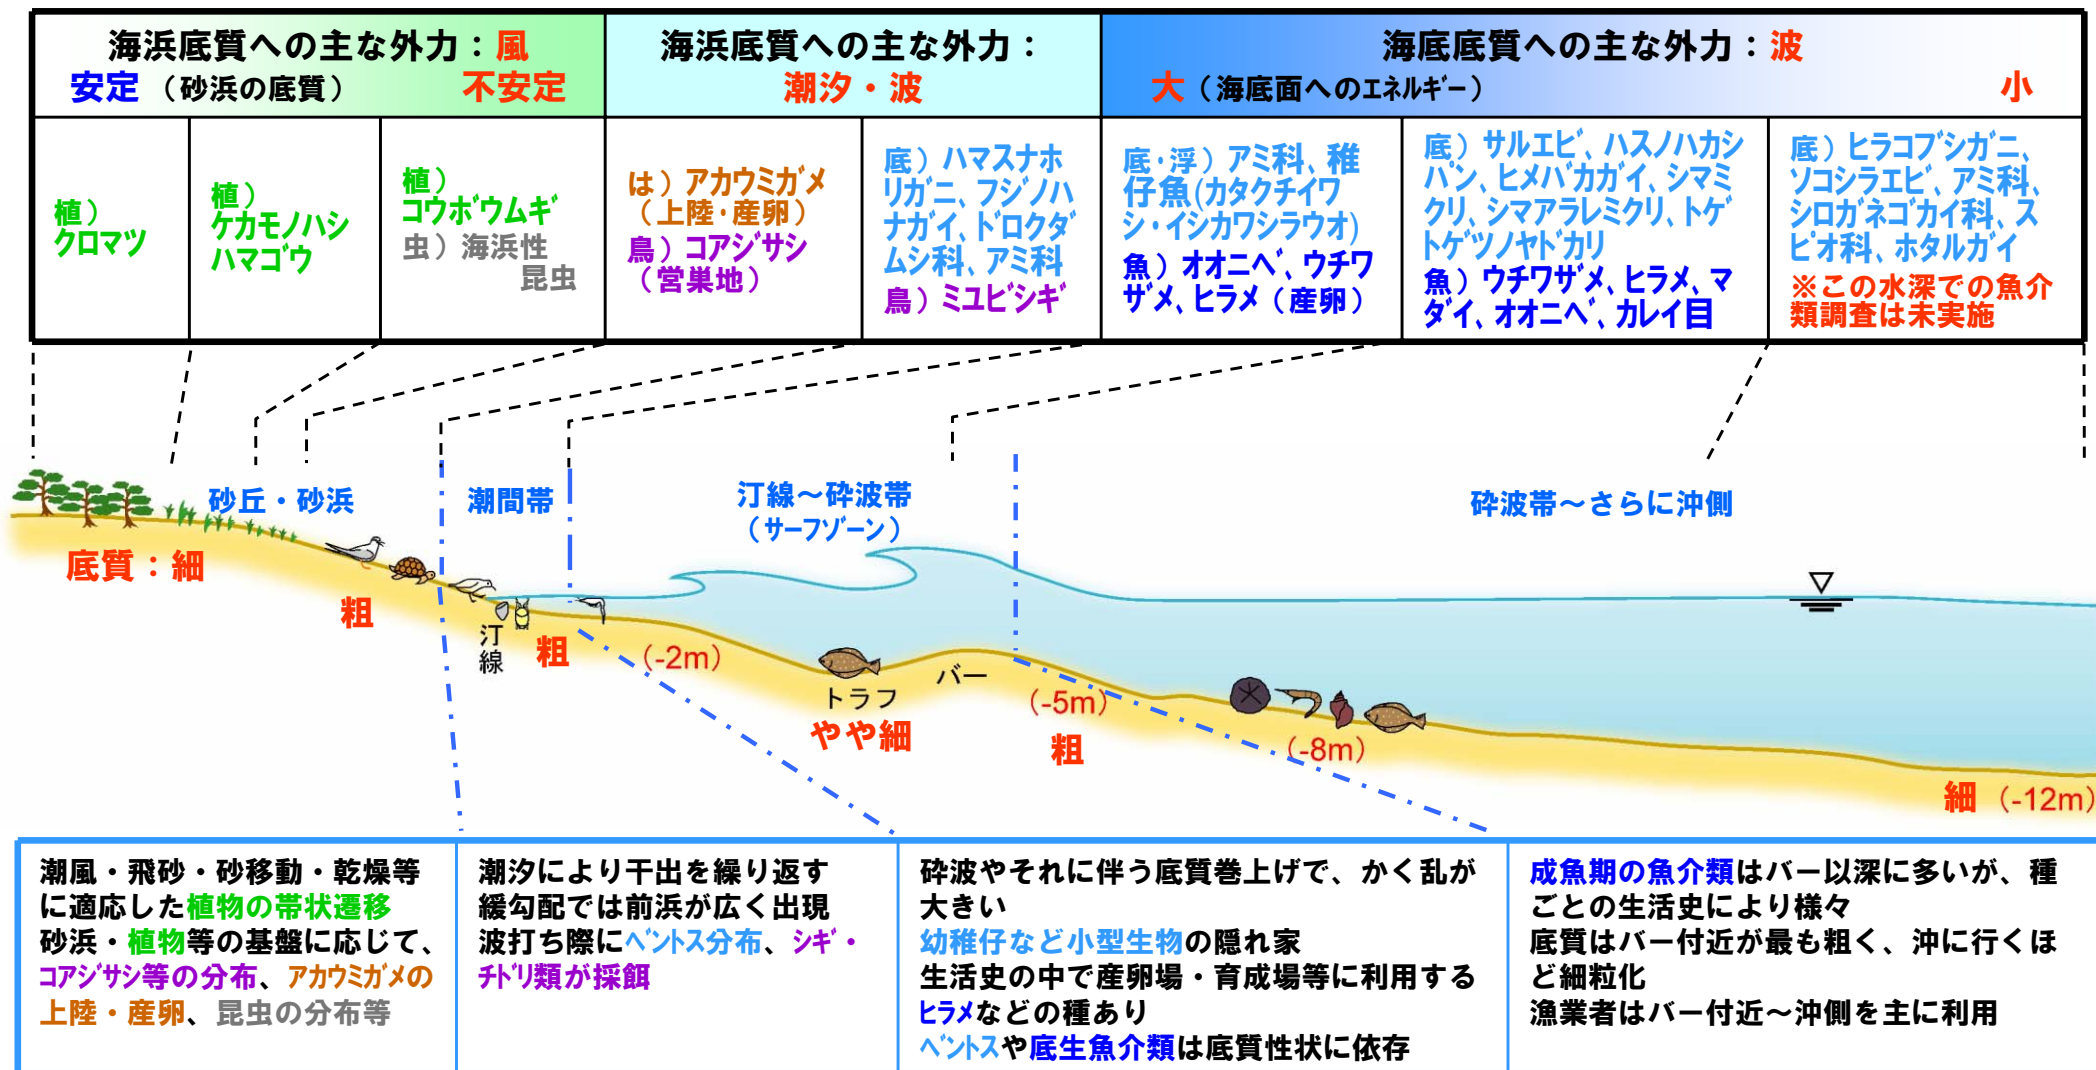 海浜底質への主な外力：風
安定（砂浜の底質）　不安定
海浜底質への主な外力：
潮汐・波
海底底質への主な外力：波
大（海底面へのｴﾈﾙｷﾞｰ）　小
植）
クロマツ
植）
ケカモノハシ
ハマゴウ
植）
コウボウムギ
虫）海浜性
昆虫
は）アカウミガメ
（上陸・産卵）
鳥）コアジサシ
（営巣地）
底）ハマスナホ
リガニ、フジノハ
ナガイ、ドロクダ
ムシ科、アミ科
鳥）ミユビシギ
底・浮）アミ科、稚
仔魚(カタクチイワ
シ・イシカワシラウオ)
魚）オオニベ、ウチワ
ザメ、ヒラメ（産卵）
底）サルエビ、ハスノハカシ
パン、ヒメバカガイ、シマミ
クリ、シマアラレミクリ、トゲ
トゲツノヤドカリ
魚）ウチワザメ、ヒラメ、マ
ダイ、オオニベ、カレイ目
底）ヒラコブシガニ、
ソコシラエビ、アミ科、
シロガネゴカイ科、ス
ピオ科、ホタルガイ
※この水深での魚介
類調査は未実施
砂丘・砂浜
潮間帯
汀線～砕波帯
（サーフゾーン）
砕波帯～さらに沖側
底質：細
粗
汀
線
粗
(-2m)
トラフ
やや細
バー
(-5m)
粗
(-8m)
細 (-12m)
潮風・飛砂・砂移動・乾燥等
に適応した植物の帯状遷移
砂浜・植物等の基盤に応じて、
ｺｱｼﾞｻｼ等の分布、ｱｶｳﾐｶﾞﾒの
上陸・産卵、昆虫の分布等
潮汐により干出を繰り返す
緩勾配では前浜が広く出現
波打ち際にﾍﾞﾝﾄｽ分布、ｼｷﾞ・
ﾁﾄﾞﾘ類が採餌
砕波やそれに伴う底質巻上げで、かく乱が
大きい
幼稚仔など小型生物の隠れ家
生活史の中で産卵場・育成場等に利用する
ﾋﾗﾒなどの種あり
ﾍﾞﾝﾄｽや底生魚介類は底質性状に依存
成魚期の魚介類はバー以深に多いが、種
ごとの生活史により様々
底質はバー付近が最も粗く、沖に行くほ
ど細粒化
漁業者はバー付近～沖側を主に利用